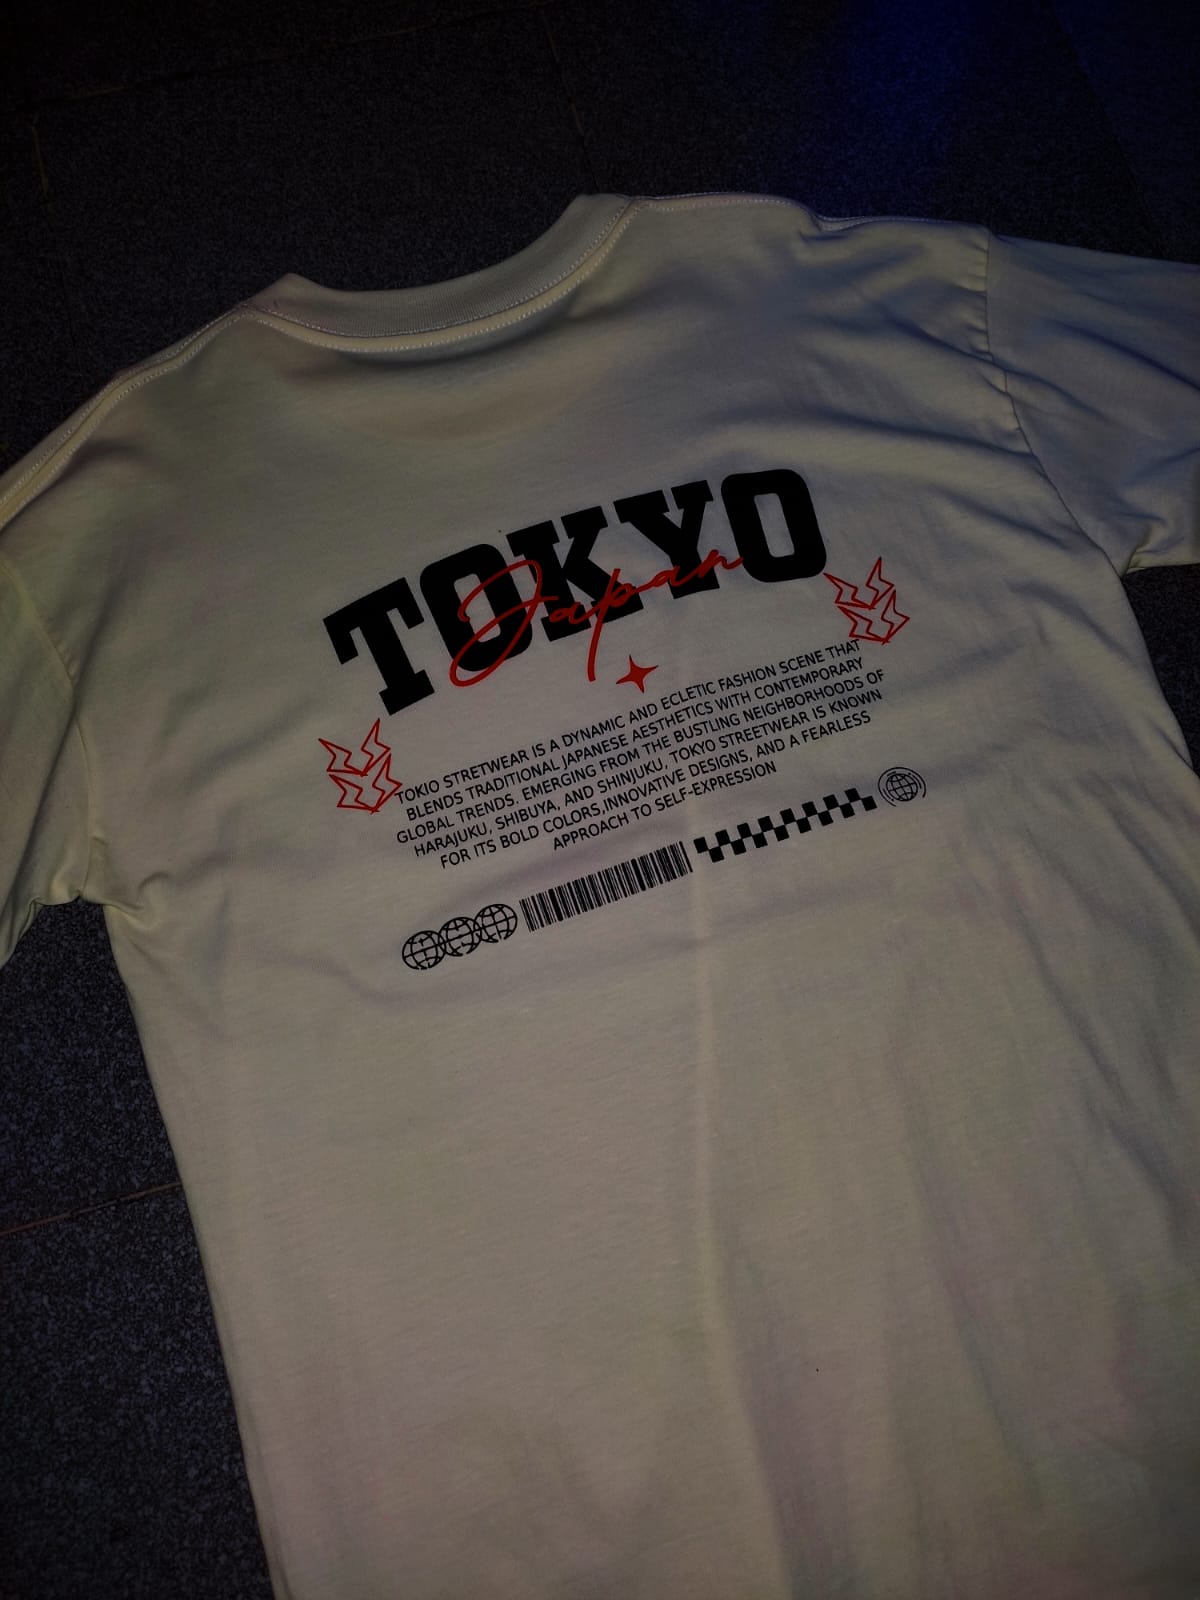 TOKYO
Japan
TOKIO STRETWEAR IS A DYNAMIC AND ECLETIC FASHION SCENE THAT
BLENDS TRADITIONAL JAPANESE AESTHETICS WITH CONTEMPORARY
GLOBAL TRENDS. EMERGING FROM THE BUSTLING NEIGHBORHOODS OF
HARAJUKU, SHIBUYA, AND SHINJUKU, TOKYO STREETWEAR IS KNOWN
FOR ITS BOLD COLORS,INNOVATIVE DESIGNS, AND A FEARLESS
APPROACH TO SELF-EXPRESSION